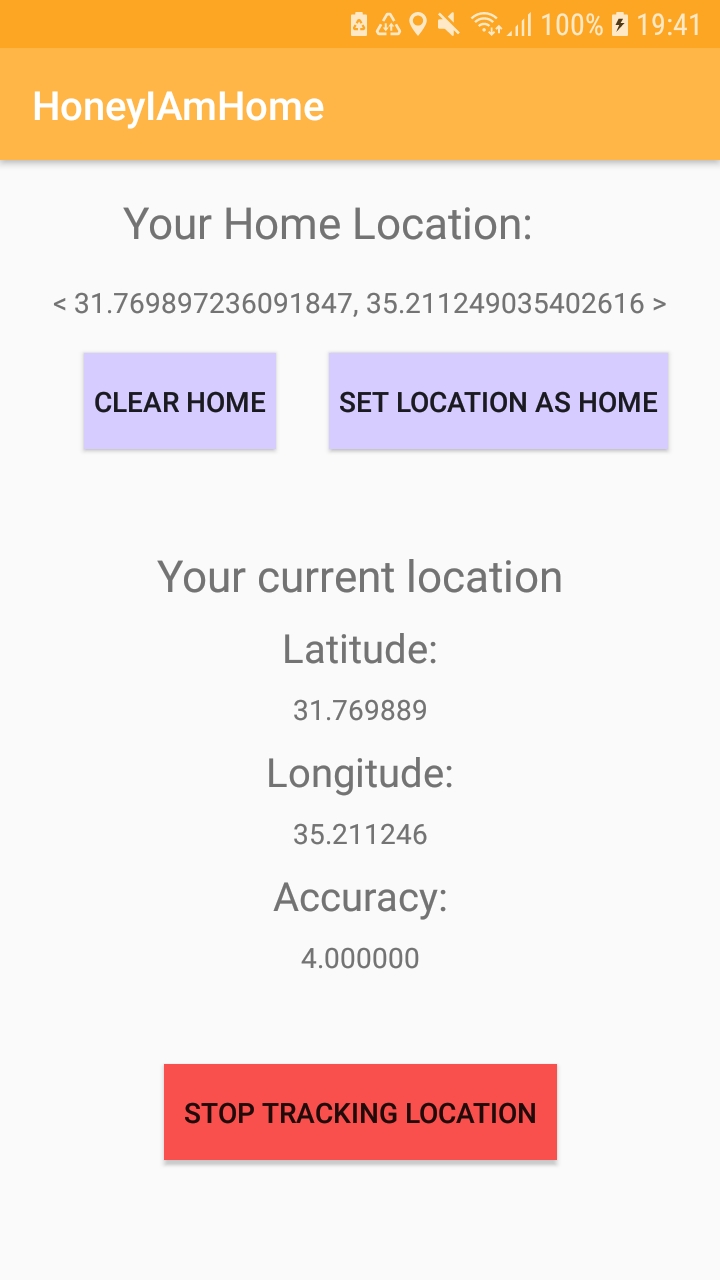 100% 19:41
HoneyIAmHome
Your Home Location:
< 31.769897236091847, 35.211249035402616 >
CLEAR HOME SET LOCATION AS HOME
Your current location
Latitude:
31.769889
Longitude:
35.211246
Accuracy:
4.000000
STOP TRACKING LOCATION